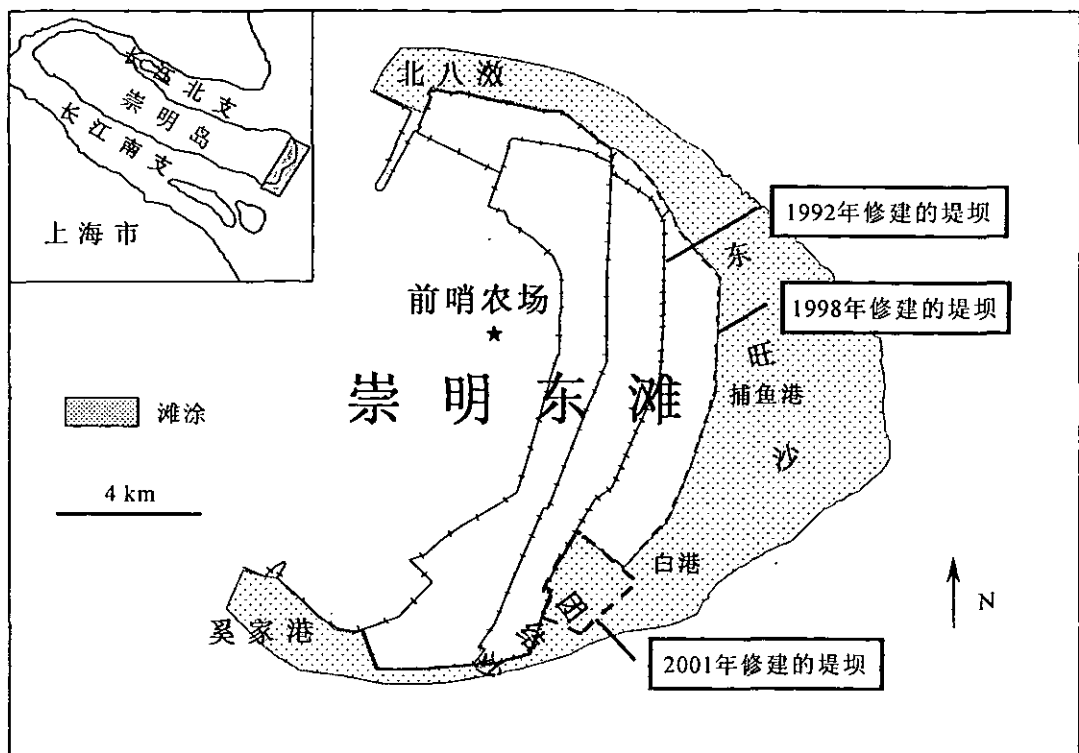 长江北支
崇明岛
长江南支
上海市
北八滧
1992年修建的堤坝
东
旺
沙
1998年修建的堤坝
前哨农场
崇明东滩
捕鱼港
滩涂
4 km
白港
团
结
沙
奚家港
N
2001年修建的堤坝